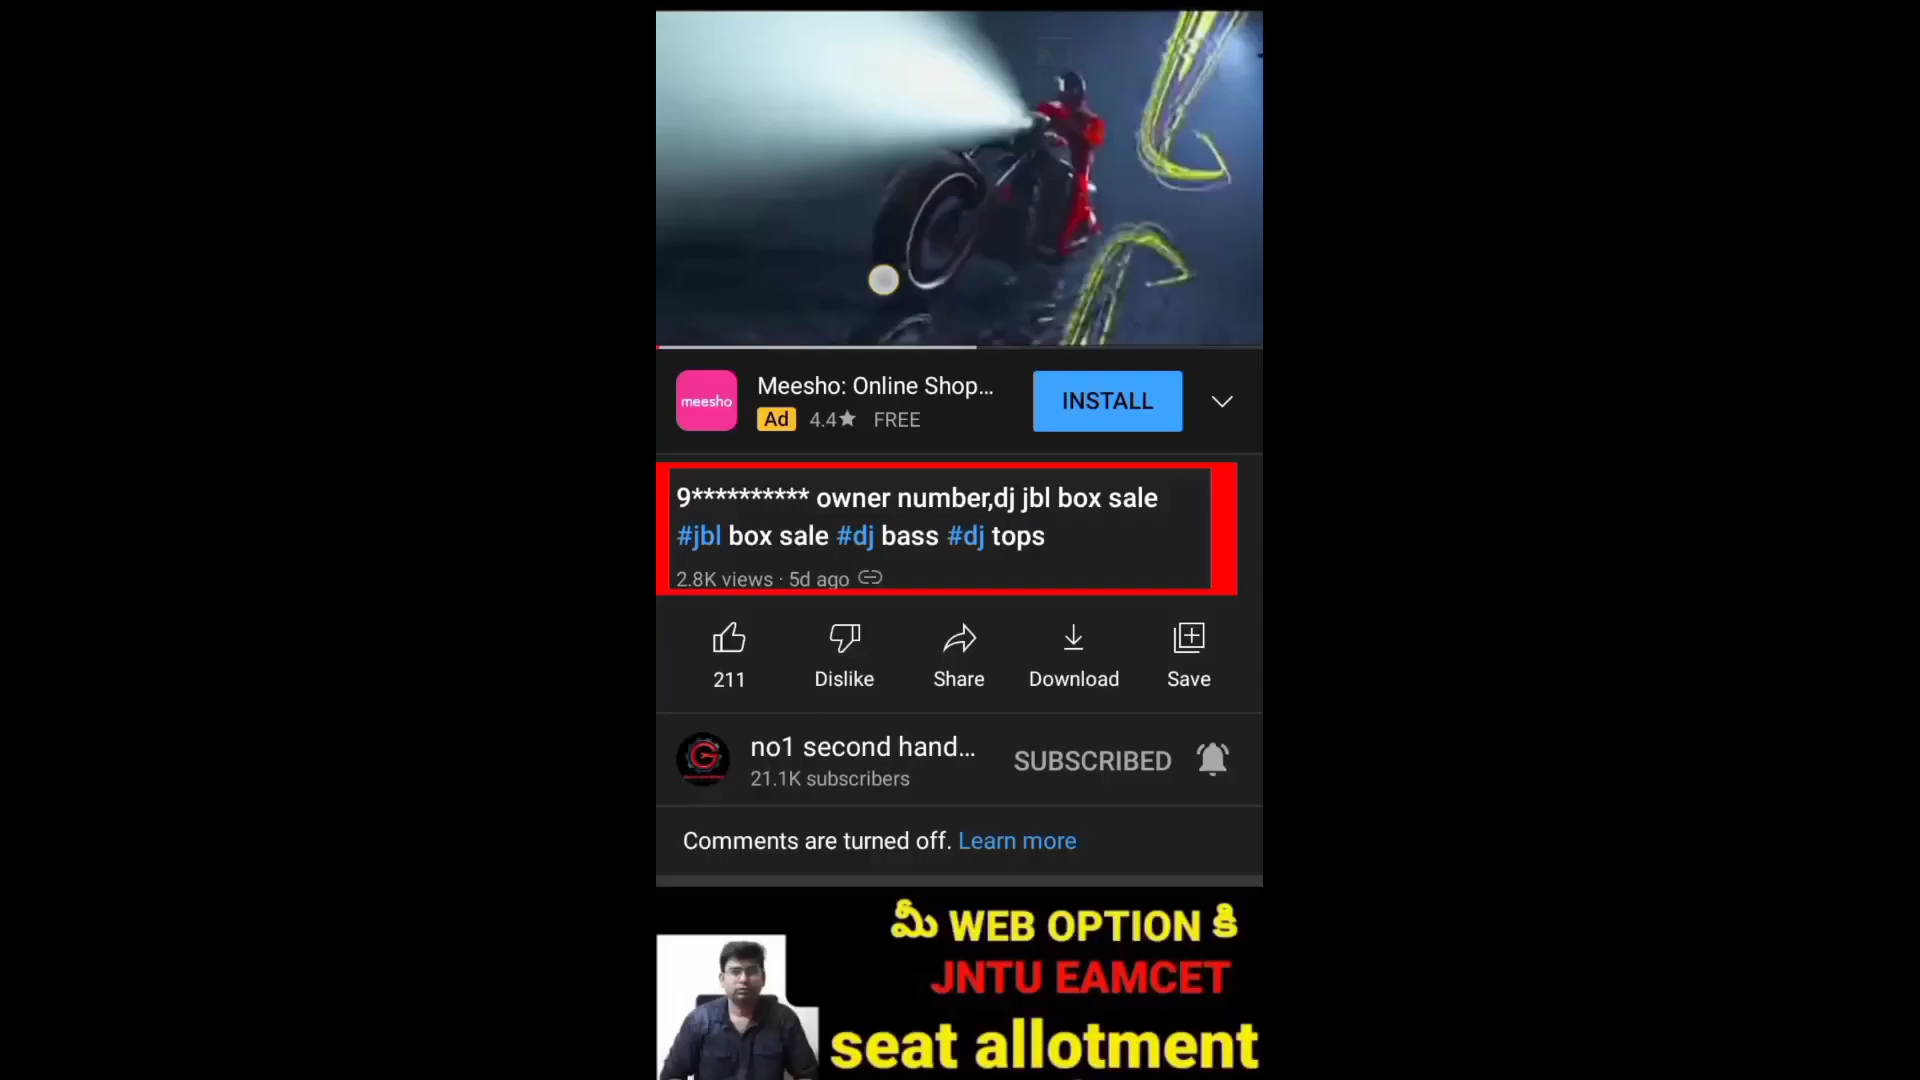 meesho
Meesho: Online Shop...
Ad 4.4★ FREE
INSTALL
9********** owner number,dj jbl box sale
#jbl box sale #dj bass #dj tops
2.8K views · 5d ago
211
Dislike
Share
Download
Save
no1 second hand...
21.1K subscribers
SUBSCRIBED
Comments are turned off. Learn more
మీ WEB OPTION కి
JNTU EAMCET
seat allotment